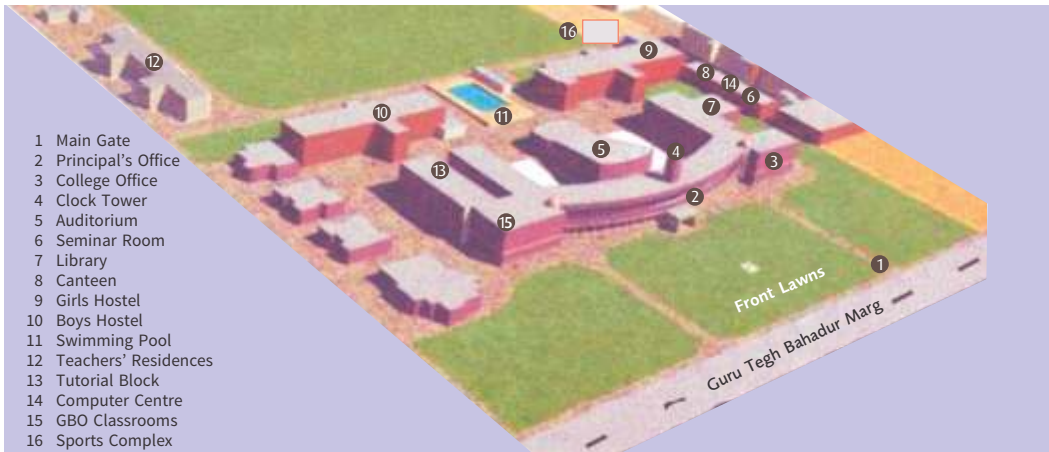 16
9
12
8
14
6
7
11
10
5
4
3
13
2
15
1
Front Lawns
Guru Tegh Bahadur Marg
1 Main Gate
2 Principal's Office
3 College Office
4 Clock Tower
5 Auditorium
6 Seminar Room
7 Library
8 Canteen
9 Girls Hostel
10 Boys Hostel
11 Swimming Pool
12 Teachers' Residences
13 Tutorial Block
14 Computer Centre
15 GBO Classrooms
16 Sports Complex